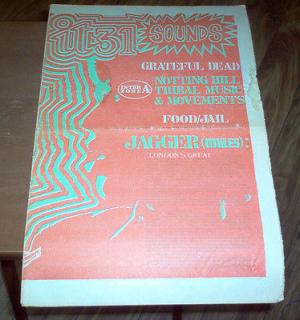 it31 SOUNDS
GRATEFUL DEAD
NOTTING HILL
TRIBAL MUSIC
& MOVEMENTS
FOOD/JAIL
JAGGER (MILES):
LONDON'S GREAT